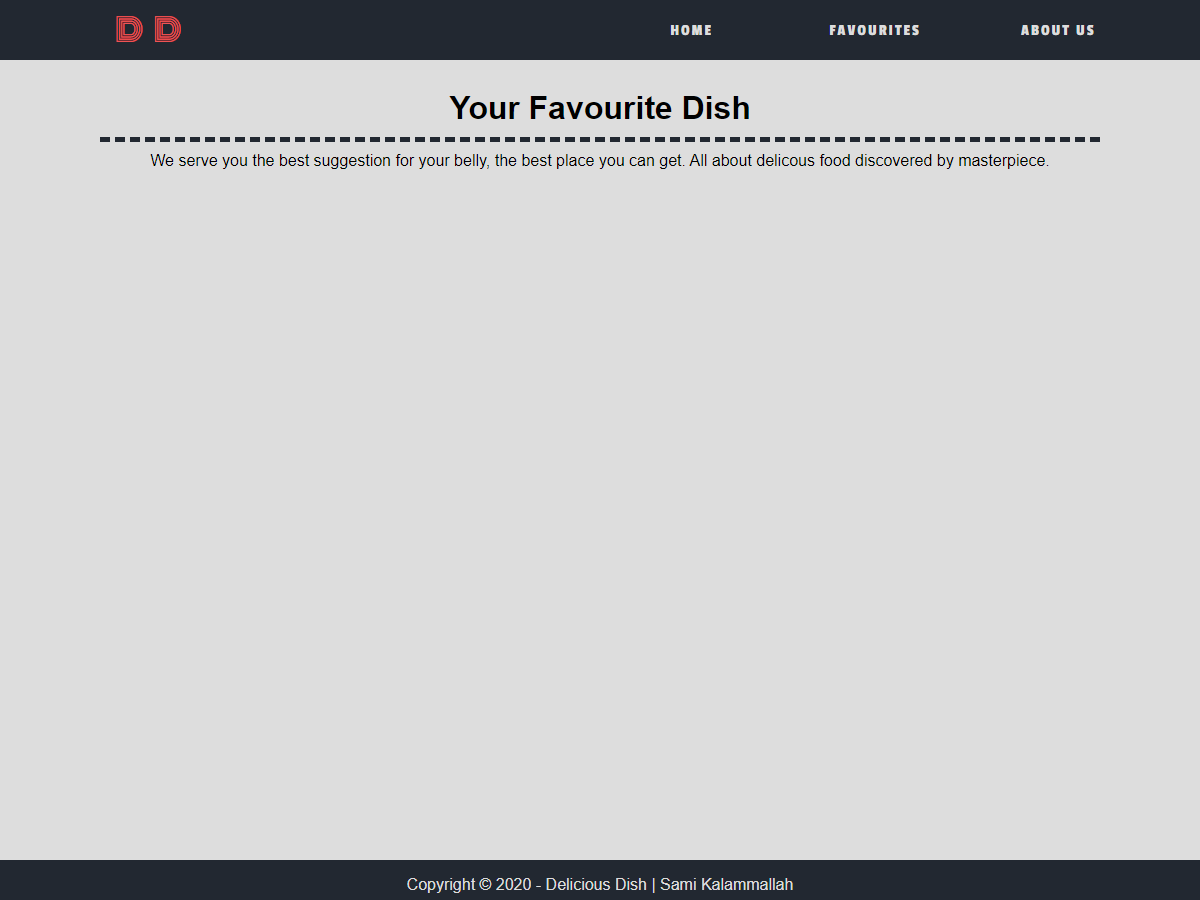 D D
HOME
FAVOURITES
ABOUT US
Your Favourite Dish
We serve you the best suggestion for your belly, the best place you can get. All about delicous food discovered by masterpiece.
Copyright © 2020 - Delicious Dish | Sami Kalammallah